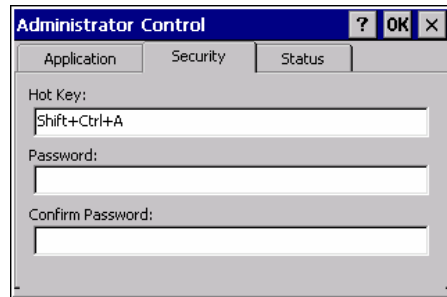 Administrator Control ? OK ×
Application Security Status
Hot Key:
Shift+Ctrl+A
Password:
Confirm Password: